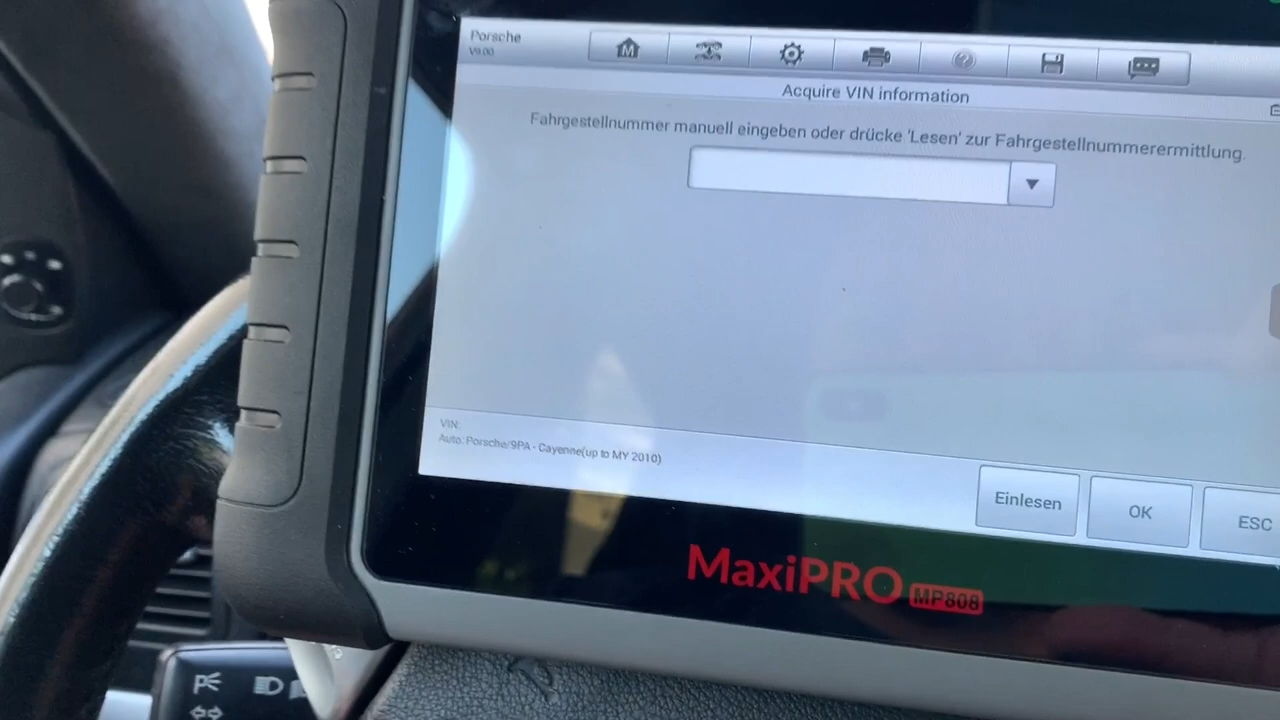 Porsche
V9.00
Acquire VIN information
Fahrgestellnummer manuell eingeben oder drücke 'Lesen' zur Fahrgestellnummerermittlung.
VIN:
Auto: Porsche/9PA - Cayenne(up to MY 2010)
Einlesen
OK
ESC
MaxiPRO MP808